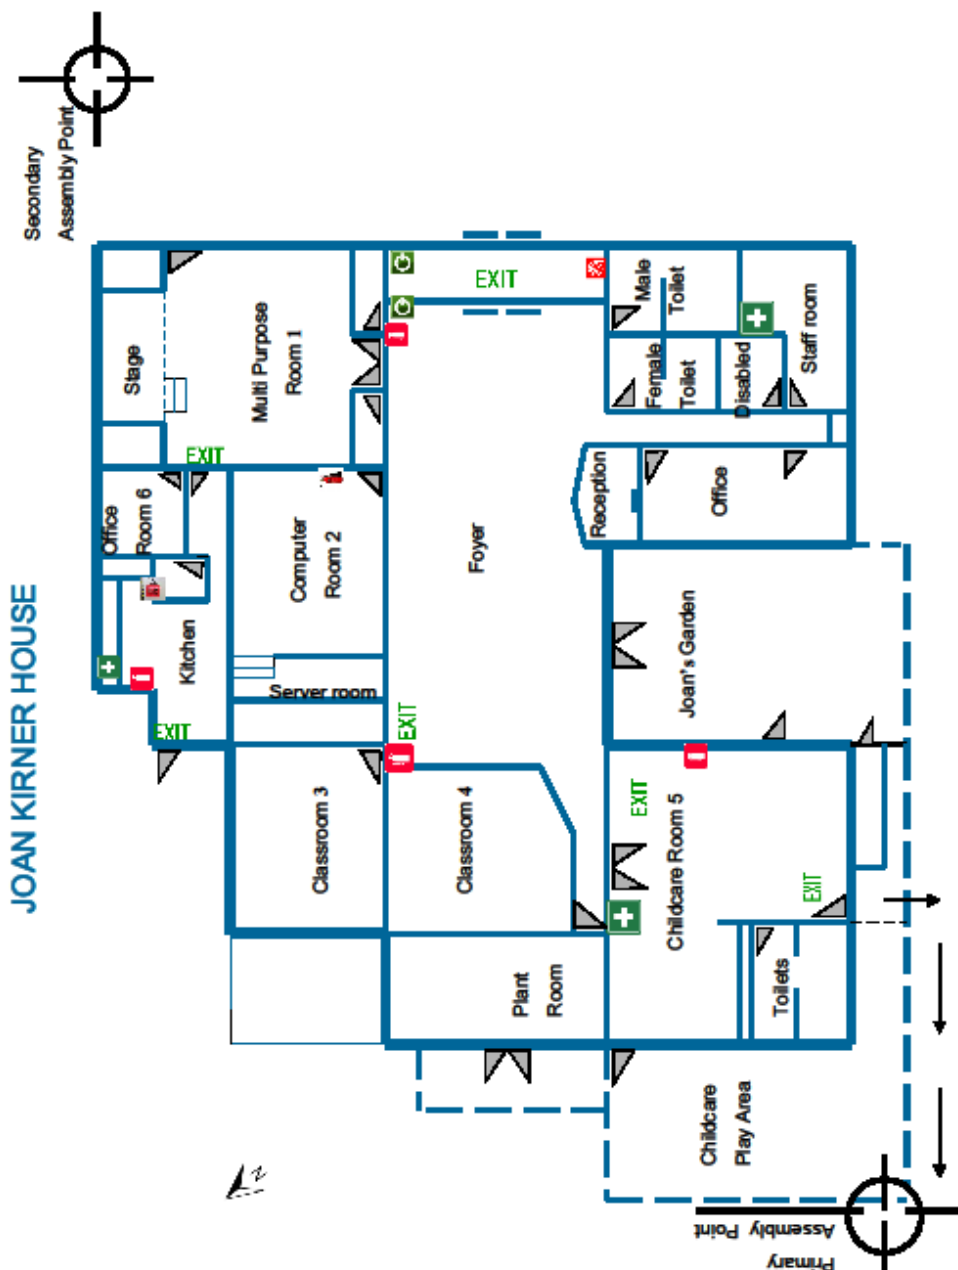 JOAN KIRNER HOUSE
Secondary
Assembly Point
Stage
Multi Purpose
Room 1
EXIT
EXIT
Male
Toilet
Female
Toilet
Disabled
Staff room
Office
Room 6
Computer
Room 2
Foyer
Reception
Office
Kitchen
EXIT
Server room
EXIT
Joan's Garden
Classroom 3
Classroom 4
EXIT
Childcare Room 5
EXIT
Plant
Room
Toilets
Childcare
Play Area
N
Primary
Assembly Point